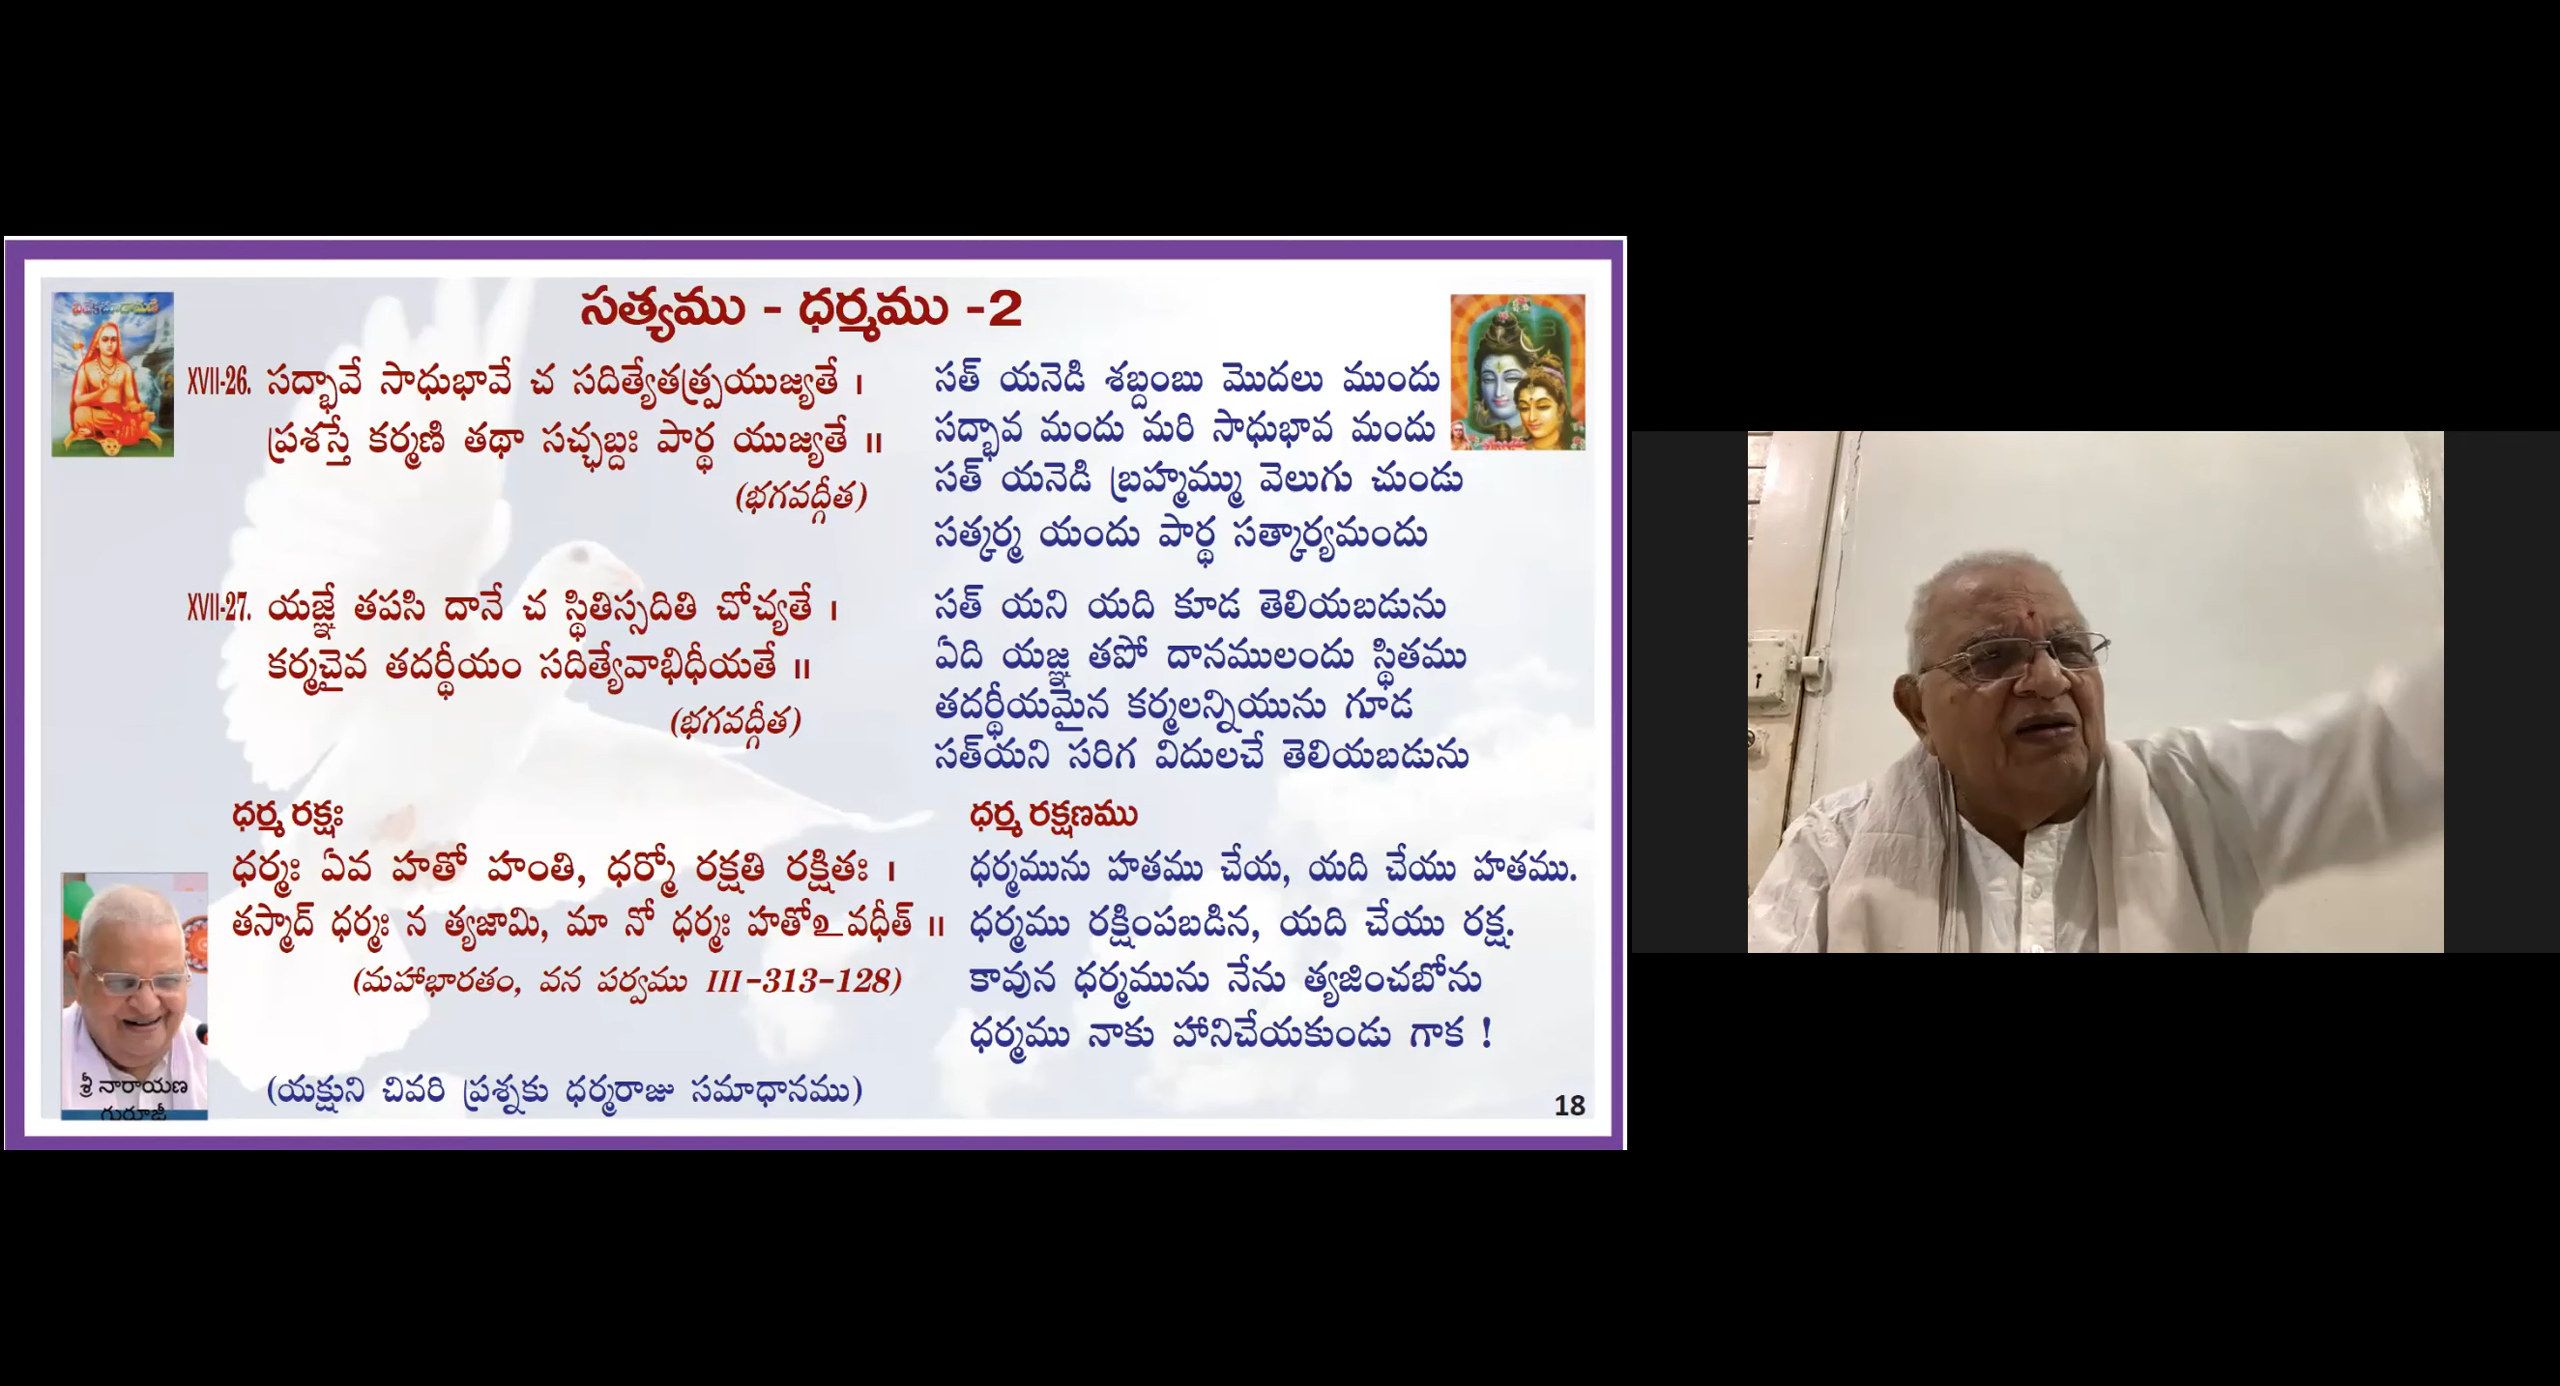 వివేకచూడామణి
సత్యము - ధర్మము -2
XVII-26. సద్భావే సాధుభావే చ సదిత్యేతత్ప్రయుజ్యతే ।
ప్రశస్తే కర్మణి తథా సచ్ఛబ్దః పార్థ యుజ్యతే ॥
(భగవద్గీత)
సత్ యనెడి శబ్దంబు మొదలు ముందు
సద్భావ మందు మరి సాధుభావ మందు
సత్ యనెడి బ్రహ్మమ్ము వెలుగు చుండు
సత్కర్మ యందు పార్థ సత్కార్యమందు
XVII-27. యజ్ఞే తపసి దానే చ స్థితిస్సదితి చోచ్యతే ।
కర్మచైవ తదర్థీయం సదిత్యేవాభిధీయతే ॥
(భగవద్గీత)
సత్ యని యది కూడ తెలియబడును
ఏది యజ్ఞ తపో దానములందు స్థితము
తదర్థీయమైన కర్మలన్నియును గూడ
సత్‌యని సరిగ విదులచే తెలియబడును
ధర్మ రక్షః
ధర్మః ఏవ హతో హంతి, ధర్మో రక్షతి రక్షితః ।
తస్మాద్ ధర్మః న త్యజామి, మా నో ధర్మః హతోఽవధీత్ ॥
(మహాభారతం, వన పర్వము III-313-128)
(యక్షుని చివరి ప్రశ్నకు ధర్మరాజు సమాధానము)
ధర్మ రక్షణము
ధర్మమును హతము చేయ, యది చేయు హతము.
ధర్మము రక్షింపబడిన, యది చేయు రక్ష.
కావున ధర్మమును నేను త్యజించబోను
ధర్మము నాకు హానిచేయకుండు గాక !
శ్రీ నారాయణ
గురూజీ
18